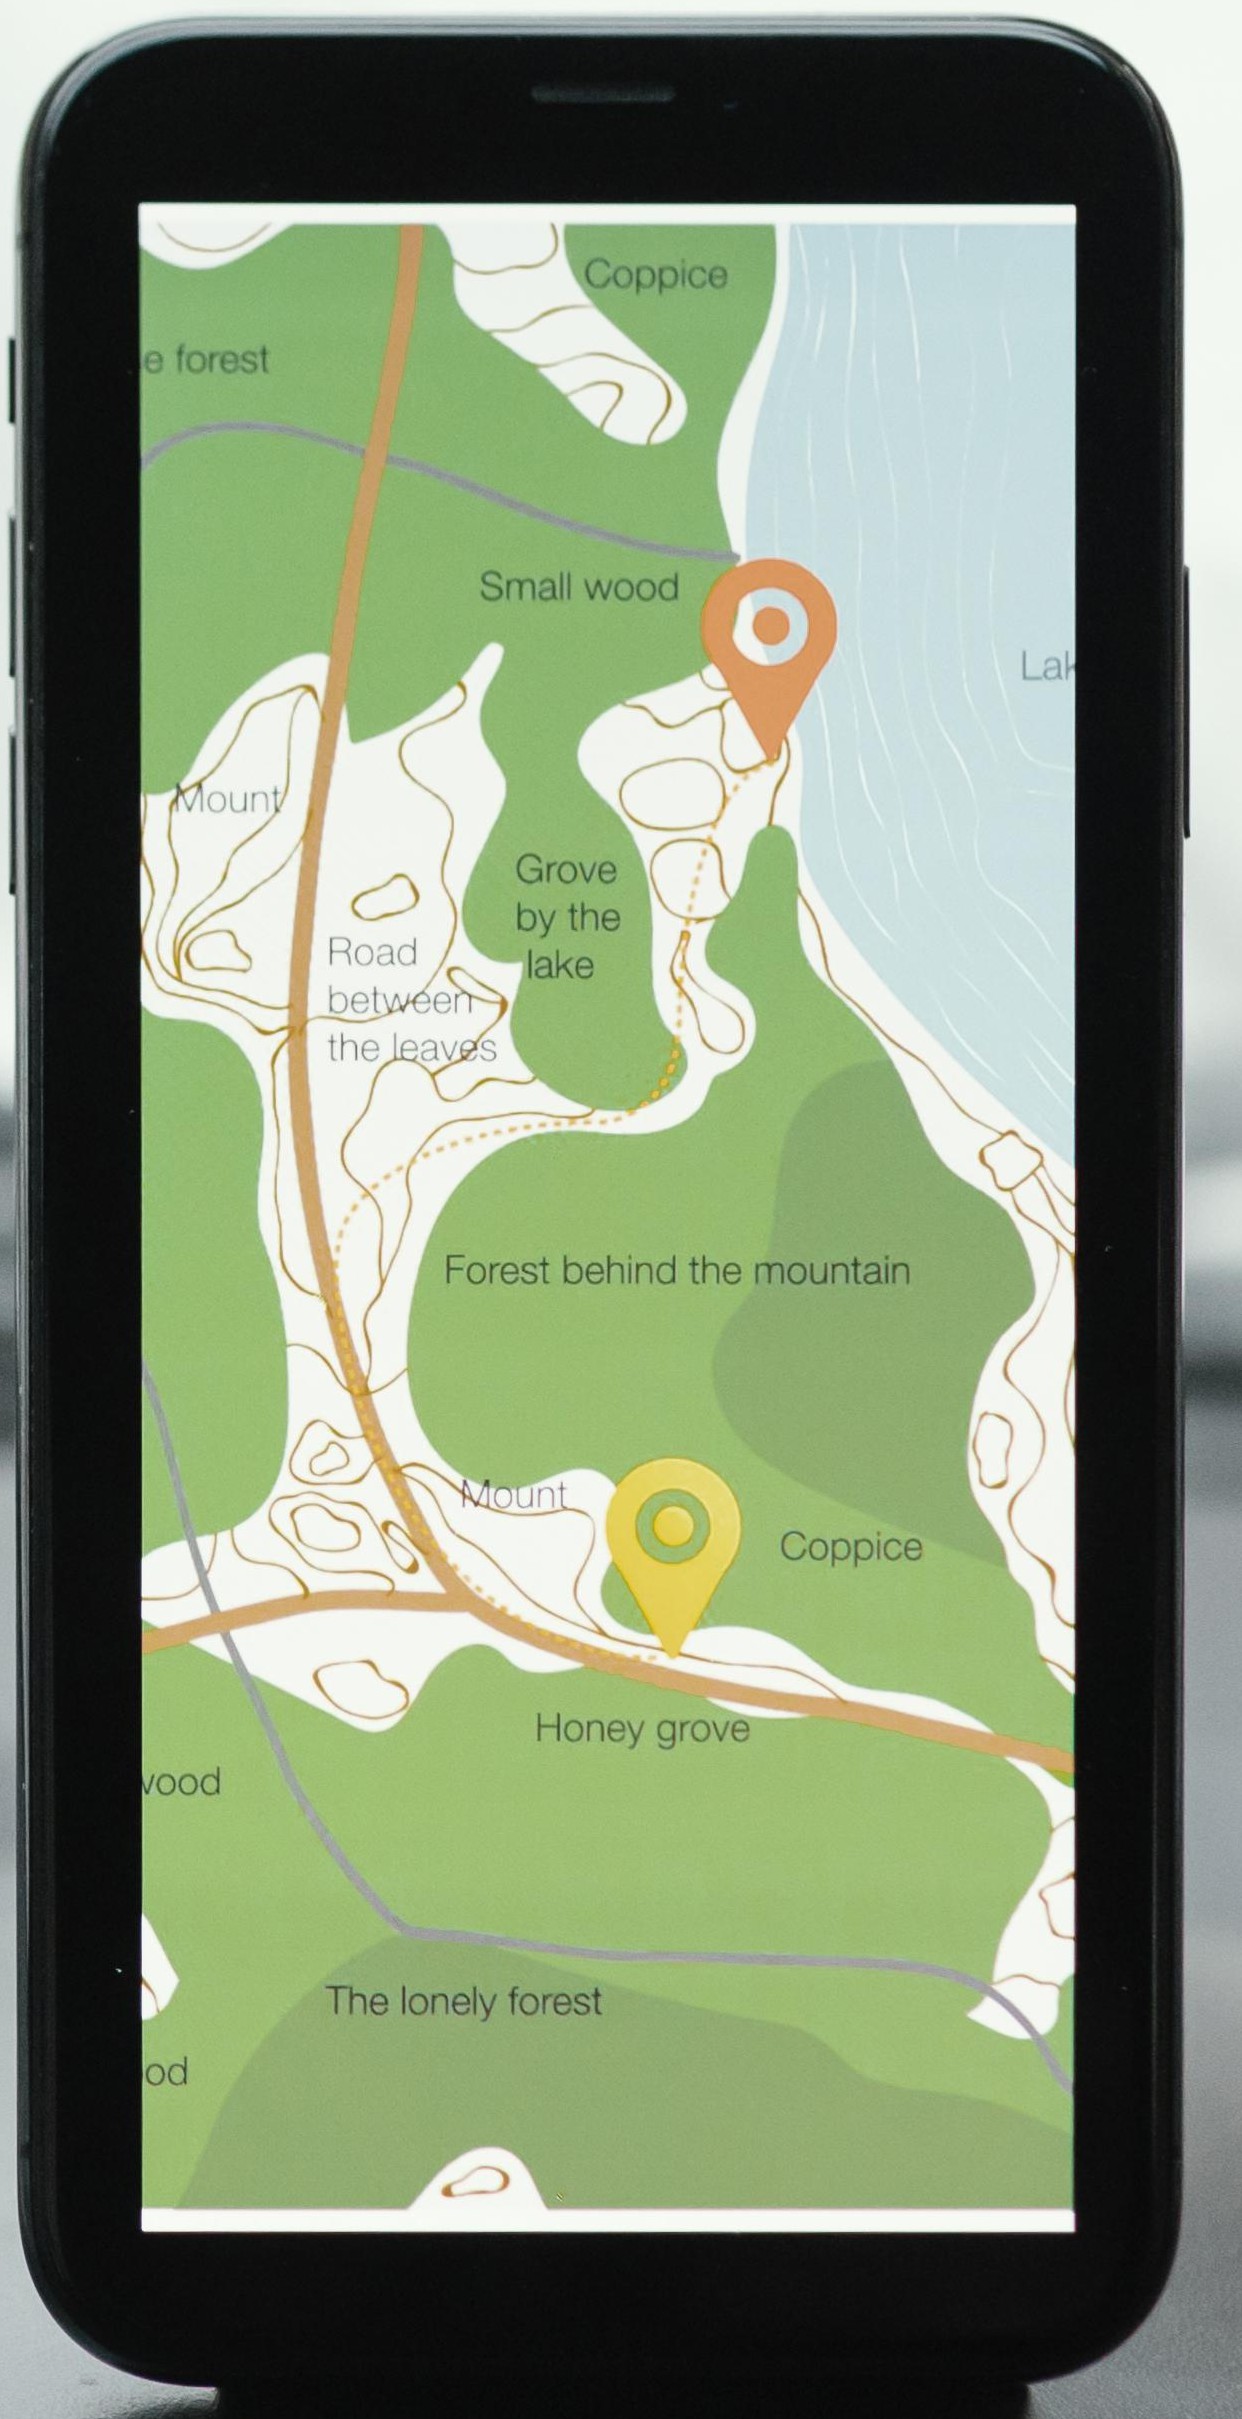 Coppice
e forest
Small wood
Lak
Mount
Grove
by the
lake
Road
between
the leaves
Forest behind the mountain
Mount
Coppice
Honey grove
wood
The lonely forest
od